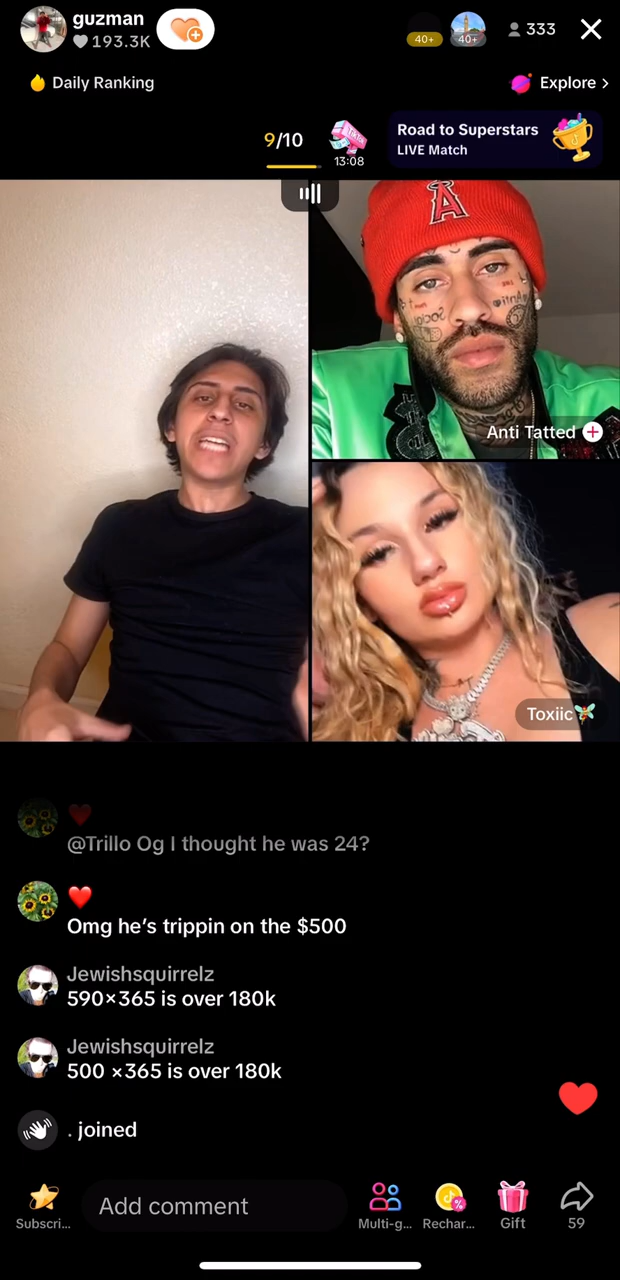 guzman
193.3K
40+
40+
333
Daily Ranking
Explore >
9/10
13:08
Road to Superstars
LIVE Match
A
Anti Tatted
Toxiic
@Trillo Og I thought he was 24?
Omg he's trippin on the $500
Jewishsquirrelz
590×365 is over 180k
Jewishsquirrelz
500 ×365 is over 180k
. joined
Add comment
Subscri...
Multi-g...
Rechar...
Gift
59